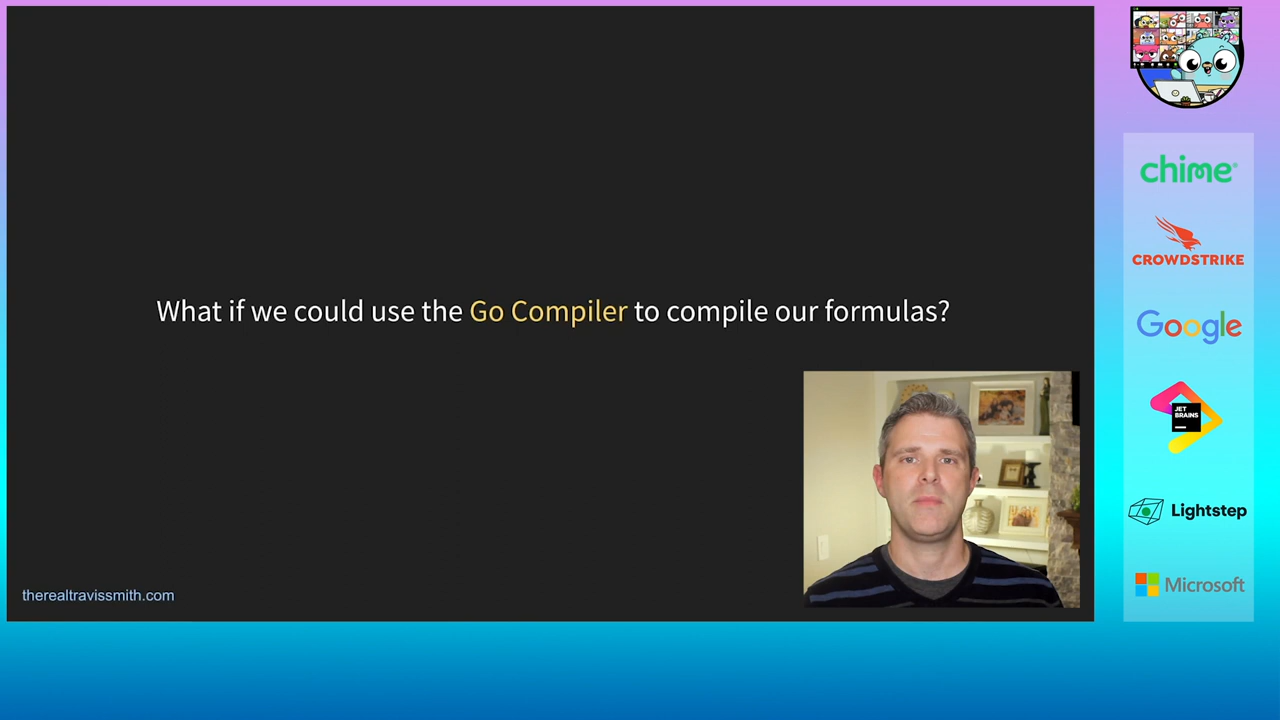 What if we could use the Go Compiler to compile our formulas?
therealtravissmith.com
chime®
CROWDSTRIKE
Google
JET
BRAINS
Lightstep
Microsoft